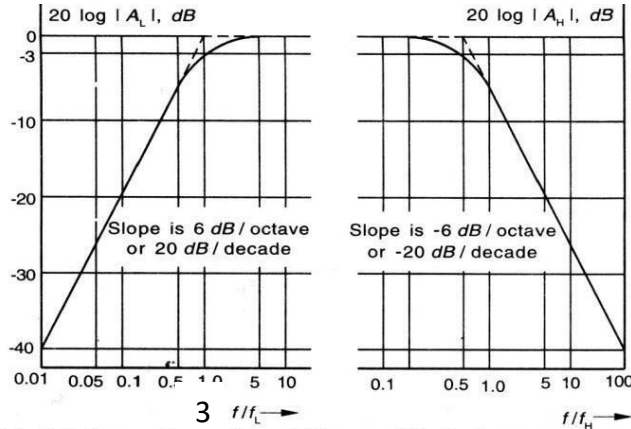 20 log | A_L |, dB
20 log | A_H |, dB
0
-3
-10
-20
-30
-40
Slope is 6 dB / octave
or 20 dB / decade
Slope is -6 dB / octave
or -20 dB / decade
0.01 0.05 0.1 0.5 1.0 5 10
0.1 0.5 1.0 5 10 100
3 f/f_L
f/f_H